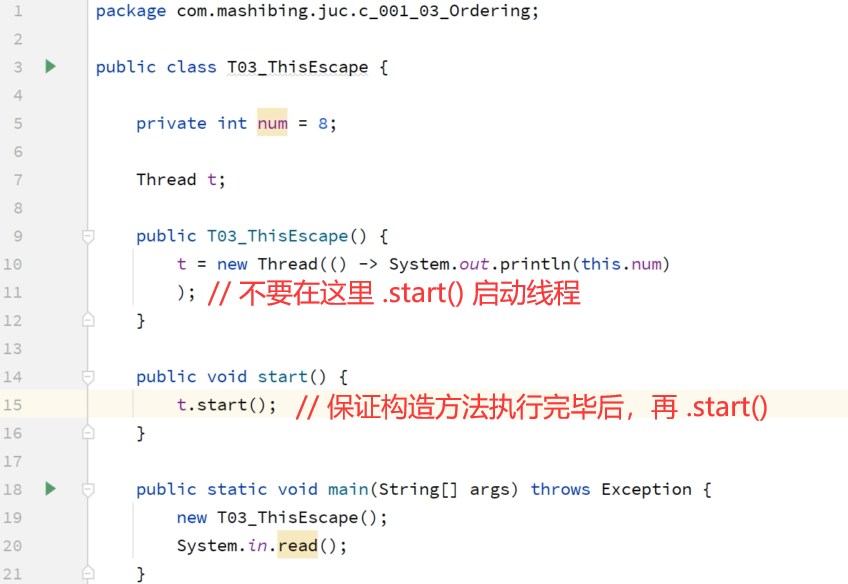 1 package com.mashibing.juc.c_001_03_Ordering;
2
3 public class T03_ThisEscape {
4
5 private int num = 8;
6
7 Thread t;
8
9 public T03_ThisEscape() {
10 t = new Thread(() -> System.out.println(this.num)
11 ); // 不要在这里 .start() 启动线程
12 }
13
14 public void start() {
15 t.start(); // 保证构造方法执行完毕后，再 .start()
16 }
17
18 public static void main(String[] args) throws Exception {
19 new T03_ThisEscape();
20 System.in.read();
21 }